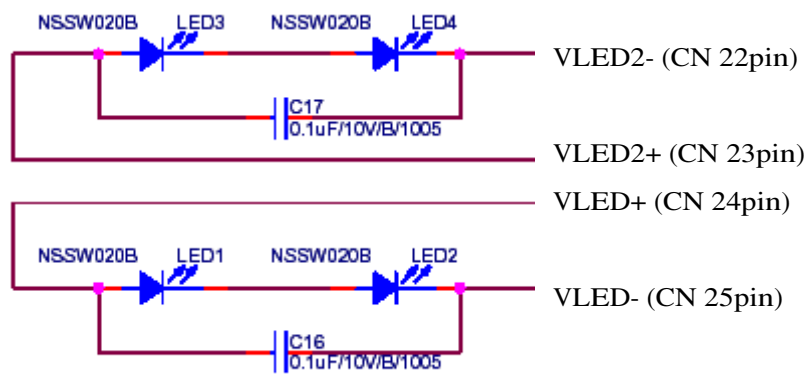 NSSW020B LED3 NSSW020B LED4
VLED2- (CN 22pin)
C17
0.1uF/10V/B/1005
VLED2+ (CN 23pin)
VLED+ (CN 24pin)
NSSW020B LED1 NSSW020B LED2
VLED- (CN 25pin)
C16
0.1uF/10V/B/1005